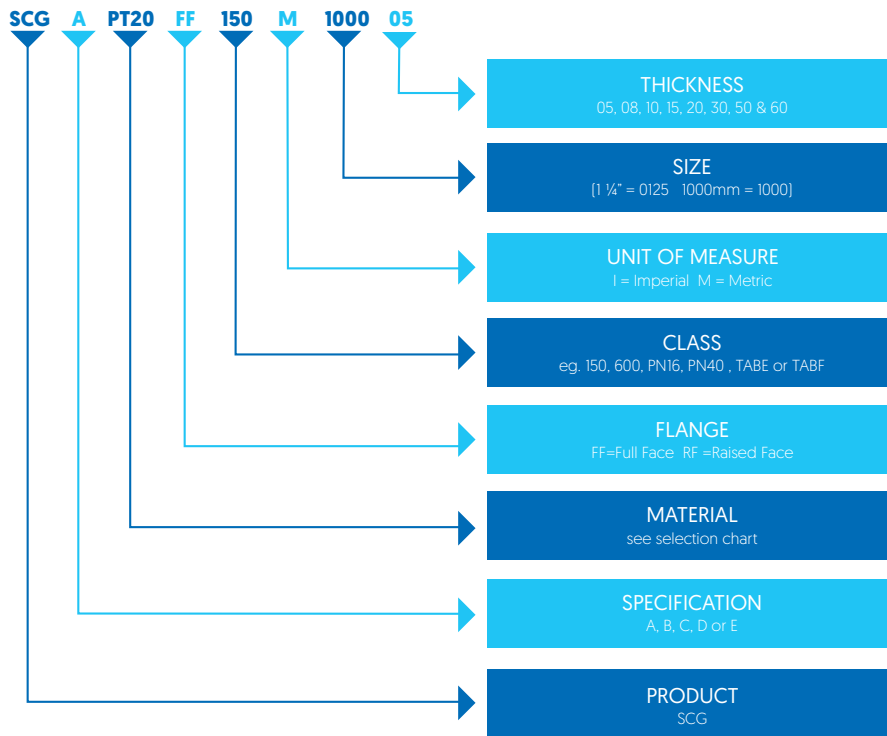 SCG A PT20 FF 150 M 1000 05
THICKNESS
05, 08, 10, 15, 20, 30, 50 & 60
SIZE
(1 ¼" = 0125 1000mm = 1000)
UNIT OF MEASURE
I = Imperial M = Metric
CLASS
eg. 150, 600, PN16, PN40 , TABE or TABF
FLANGE
FF=Full Face RF =Raised Face
MATERIAL
see selection chart
SPECIFICATION
A, B, C, D or E
PRODUCT
SCG